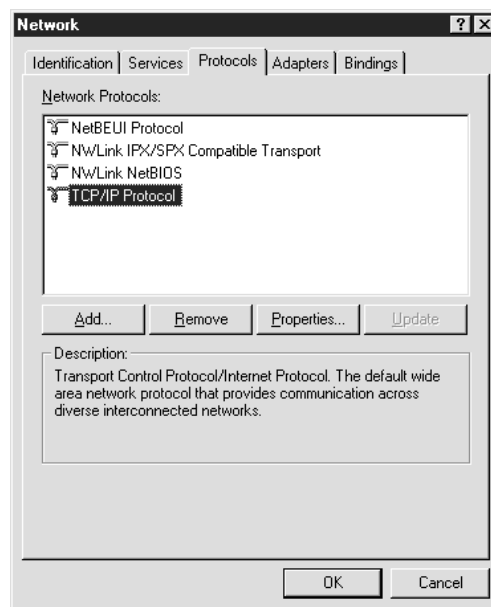 Network
Identification Services Protocols Adapters Bindings
Network Protocols:
NetBEUI Protocol
NWLink IPX/SPX Compatible Transport
NWLink NetBIOS
TCP/IP Protocol
Add... Remove Properties... Update
Description:
Transport Control Protocol/Internet Protocol. The default wide
area network protocol that provides communication across
diverse interconnected networks.
OK Cancel